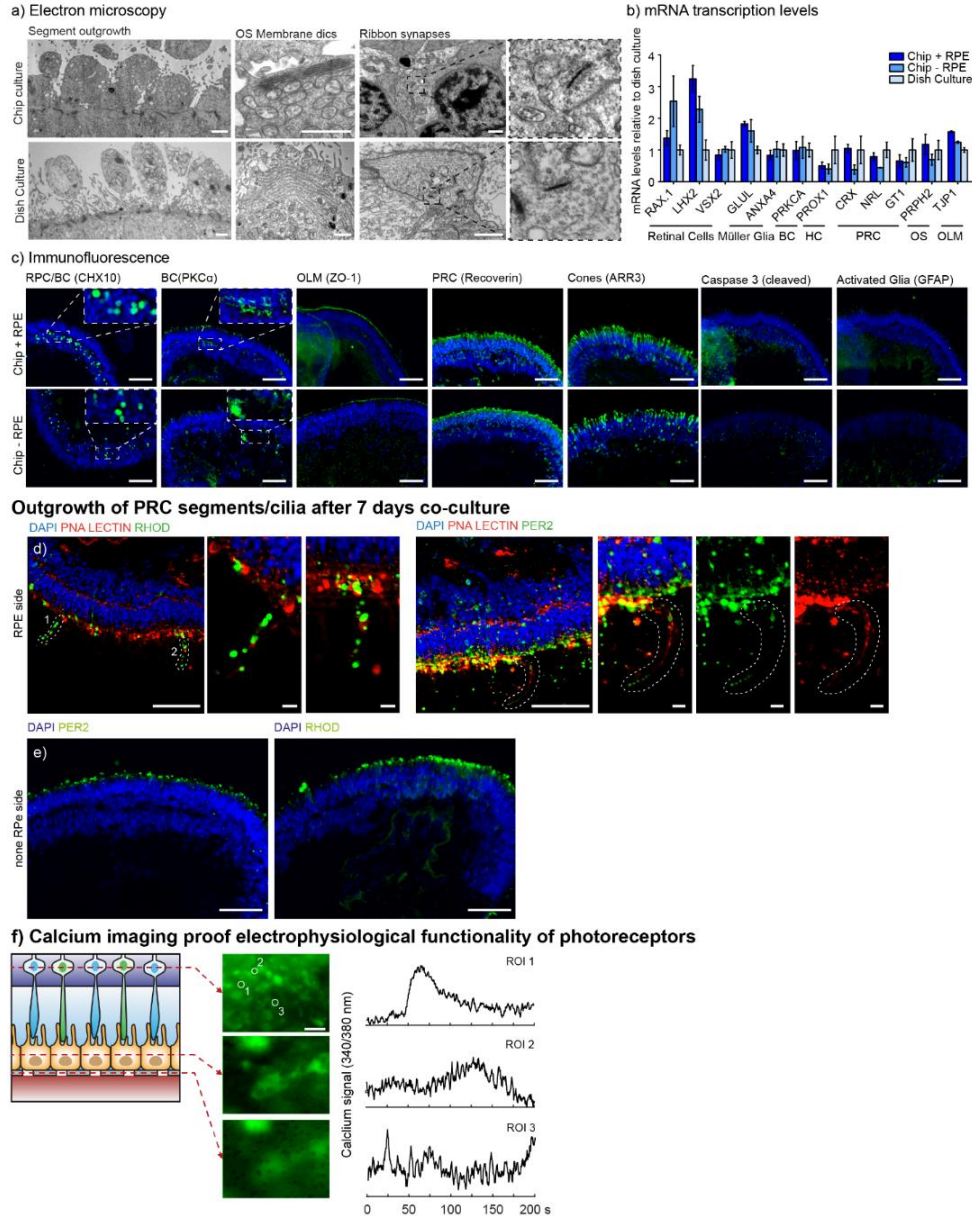 a) Electron microscopy
Segment outgrowth
OS Membrane dics
Ribbon synapses
Chip culture
Dish Culture
b) mRNA transcription levels
mRNA levels relative to dish culture
4
3
2
1
0
Chip + RPE
Chip - RPE
Dish Culture
RAX.1
LHX2
VSX2
GLUL
ANXA4
PRKCA
PROX1
CRX
NRL
GT1
PRPH2
TJP1
Retinal Cells
Müller Glia
BC
HC
PRC
OS
OLM
c) Immunofluorescence
RPC/BC (CHX10)
BC(PKCα)
OLM (ZO-1)
PRC (Recoverin)
Cones (ARR3)
Caspase 3 (cleaved)
Activated Glia (GFAP)
Chip + RPE
Chip - RPE
Outgrowth of PRC segments/cilia after 7 days co-culture
DAPI PNA LECTIN RHOD
DAPI PNA LECTIN PER2
d)
RPE side
1
2
DAPI PER2
DAPI RHOD
e)
none RPe side
f) Calcium imaging proof electrophysiological functionality of photoreceptors
2
1
3
Calclium signal (340/380 nm)
ROI 1
ROI 2
ROI 3
0 50 100 150 200 s